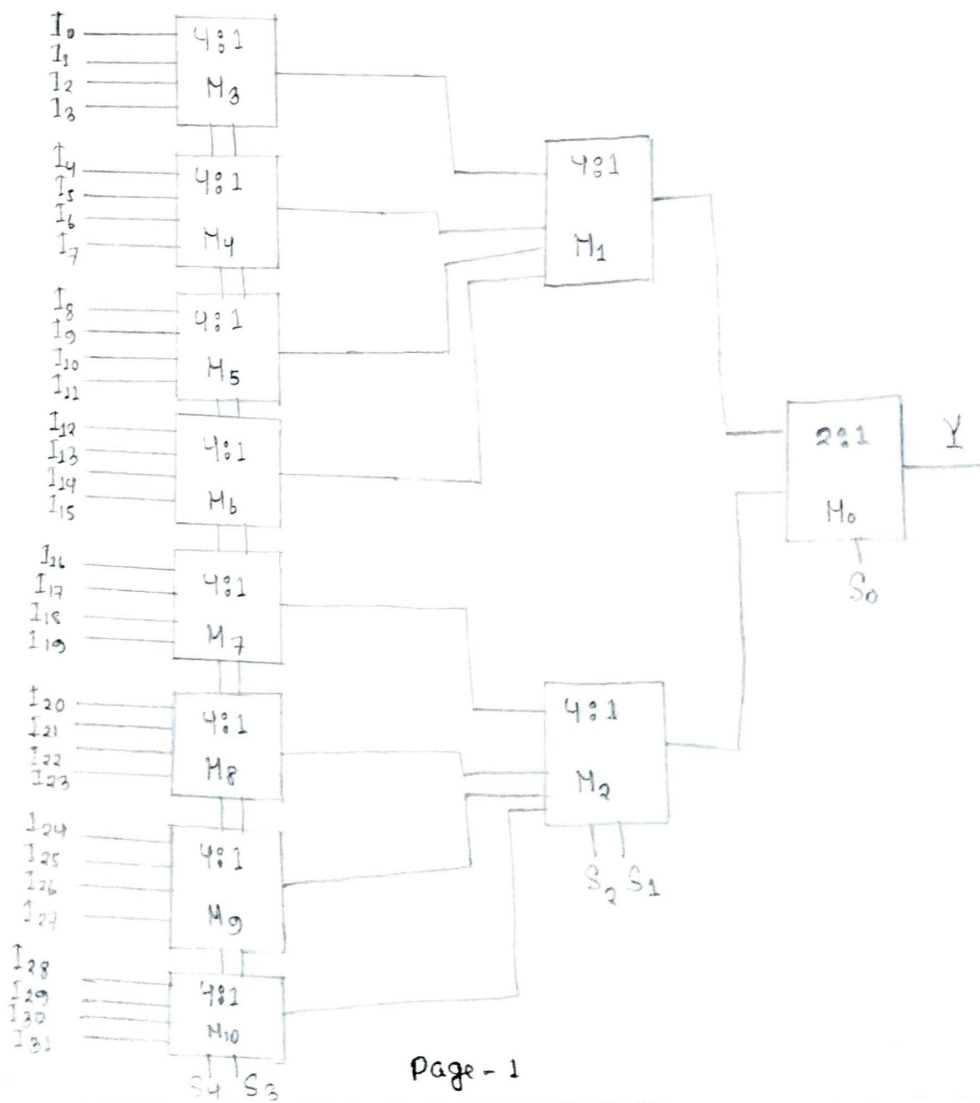 I₀
I₁
I₂
I₃
4:1
M₃
I₄
I₅
I₆
I₇
4:1
M₄
I₈
I₉
I₁₀
I₁₁
4:1
M₅
I₁₂
I₁₃
I₁₄
I₁₅
4:1
M₆
I₁₆
I₁₇
I₁₈
I₁₉
4:1
M₇
I₂₀
I₂₁
I₂₂
I₂₃
4:1
M₈
I₂₄
I₂₅
I₂₆
I₂₇
4:1
M₉
I₂₈
I₂₉
I₃₀
I₃₁
4:1
M₁₀
S₄ S₃
4:1
M₁
4:1
M₂
S₂ S₁
2:1
M₀
S₀
Y
Page - 1